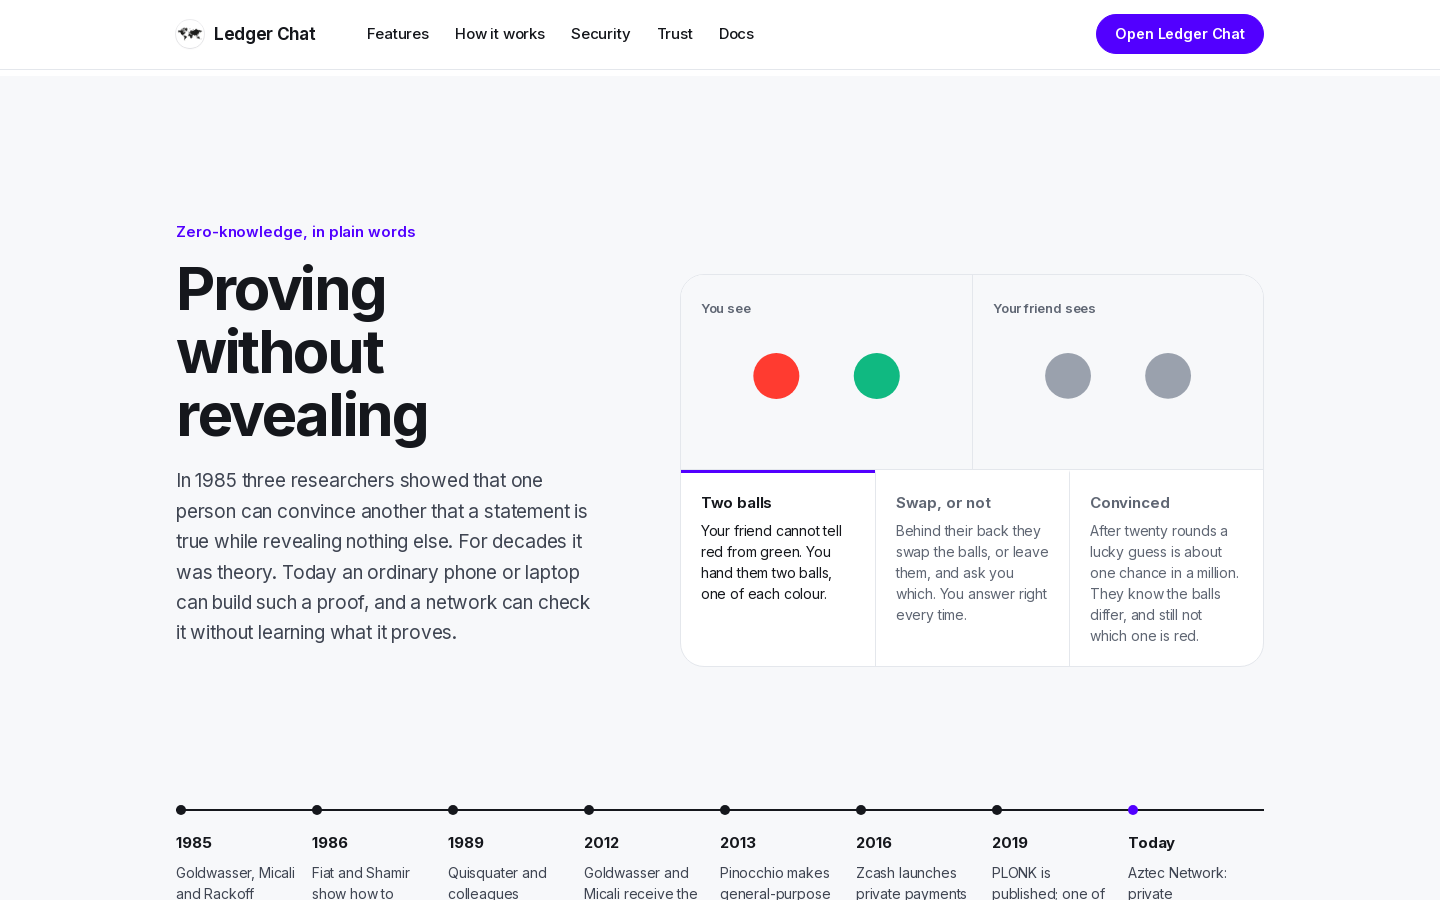 Ledger Chat
Features
How it works
Security
Trust
Docs
Open Ledger Chat
Zero-knowledge, in plain words
Proving
without
revealing
In 1985 three researchers showed that one
person can convince another that a statement is
true while revealing nothing else. For decades it
was theory. Today an ordinary phone or laptop
can build such a proof, and a network can check
it without learning what it proves.
You see
Your friend sees
Two balls
Your friend cannot tell
red from green. You
hand them two balls,
one of each colour.
Swap, or not
Behind their back they
swap the balls, or leave
them, and ask you
which. You answer right
every time.
Convinced
After twenty rounds a
lucky guess is about
one chance in a million.
They know the balls
differ, and still not
which one is red.
1985
Goldwasser, Micali
and Rackoff
1986
Fiat and Shamir
show how to
1989
Quisquater and
colleagues
2012
Goldwasser and
Micali receive the
2013
Pinocchio makes
general-purpose
2016
Zcash launches
private payments
2019
PLONK is
published; one of
Today
Aztec Network:
private